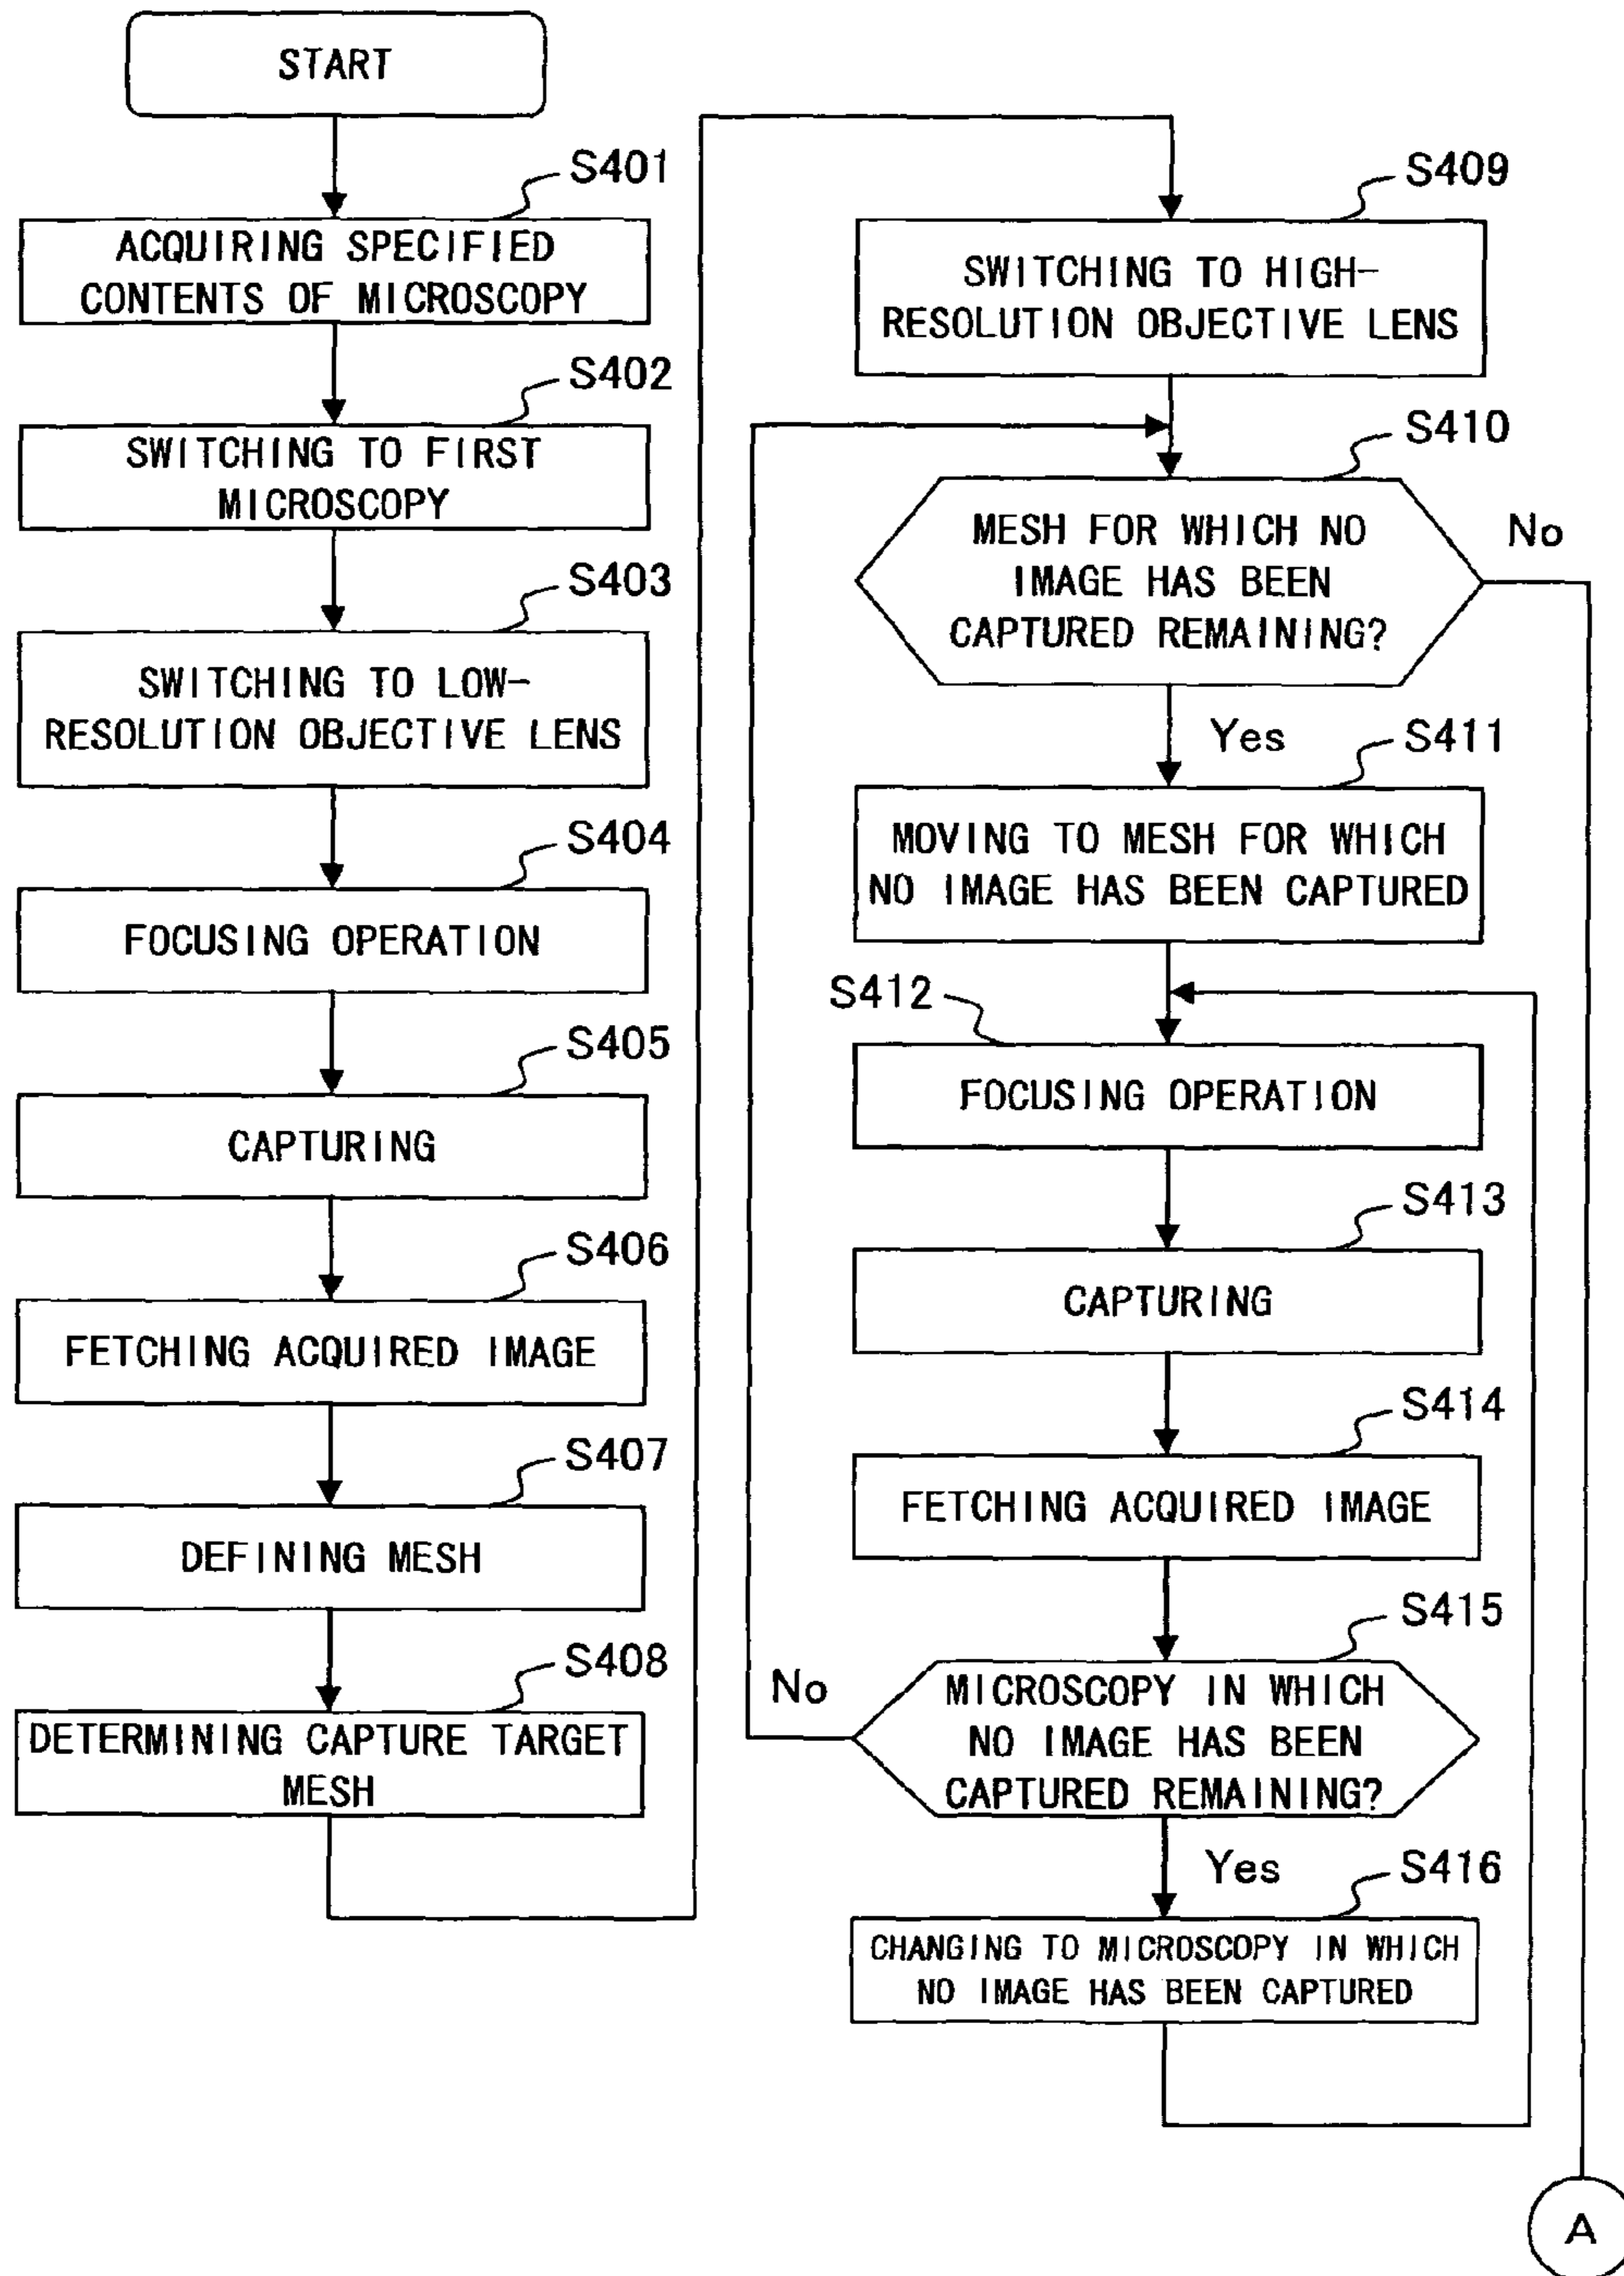 START
S401
ACQUIRING SPECIFIED
CONTENTS OF MICROSCOPY
S402
SWITCHING TO FIRST
MICROSCOPY
S403
SWITCHING TO LOW-
RESOLUTION OBJECTIVE LENS
S404
FOCUSING OPERATION
S405
CAPTURING
S406
FETCHING ACQUIRED IMAGE
S407
DEFINING MESH
S408
DETERMINING CAPTURE TARGET
MESH
S409
SWITCHING TO HIGH-
RESOLUTION OBJECTIVE LENS
S410
MESH FOR WHICH NO
IMAGE HAS BEEN
CAPTURED REMAINING?
No
Yes
S411
MOVING TO MESH FOR WHICH
NO IMAGE HAS BEEN CAPTURED
S412
FOCUSING OPERATION
S413
CAPTURING
S414
FETCHING ACQUIRED IMAGE
S415
MICROSCOPY IN WHICH
NO IMAGE HAS BEEN
CAPTURED REMAINING?
No
Yes
S416
CHANGING TO MICROSCOPY IN WHICH
NO IMAGE HAS BEEN CAPTURED
A